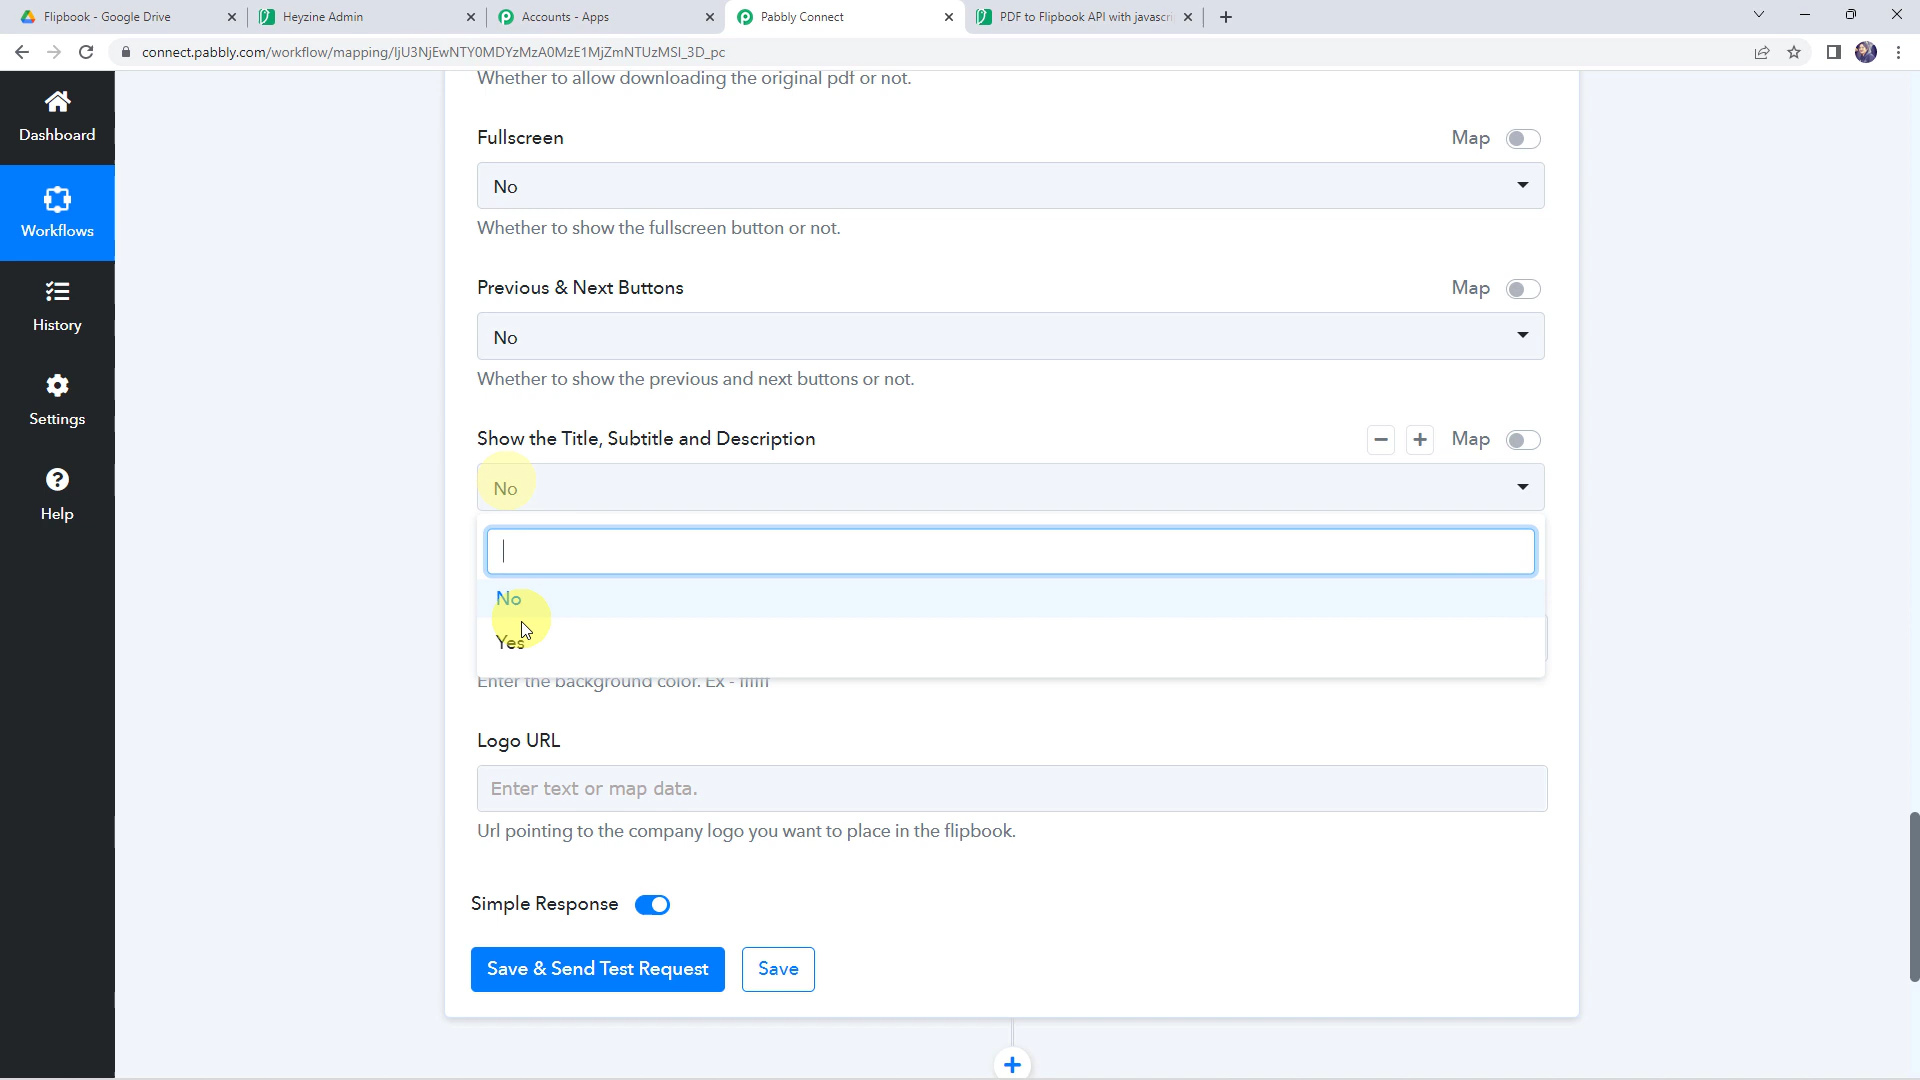 Flipbook - Google Drive
Heyzine Admin
Accounts - Apps
Pabbly Connect
PDF to Flipbook API with javascri
connect.pabbly.com/workflow/mapping/IjU3NjEwNTY0MDYzMzA0MzE1MjZmNTUzMSI_3D_pc
Whether to allow downloading the original pdf or not.
Dashboard
Fullscreen
Map
No
Workflows
Whether to show the fullscreen button or not.
Previous & Next Buttons
Map
History
No
Whether to show the previous and next buttons or not.
Settings
Show the Title, Subtitle and Description
Map
No
Help
No
Yes
Enter the background color. Ex - ffffff
Logo URL
Enter text or map data.
Url pointing to the company logo you want to place in the flipbook.
Simple Response
Save & Send Test Request
Save